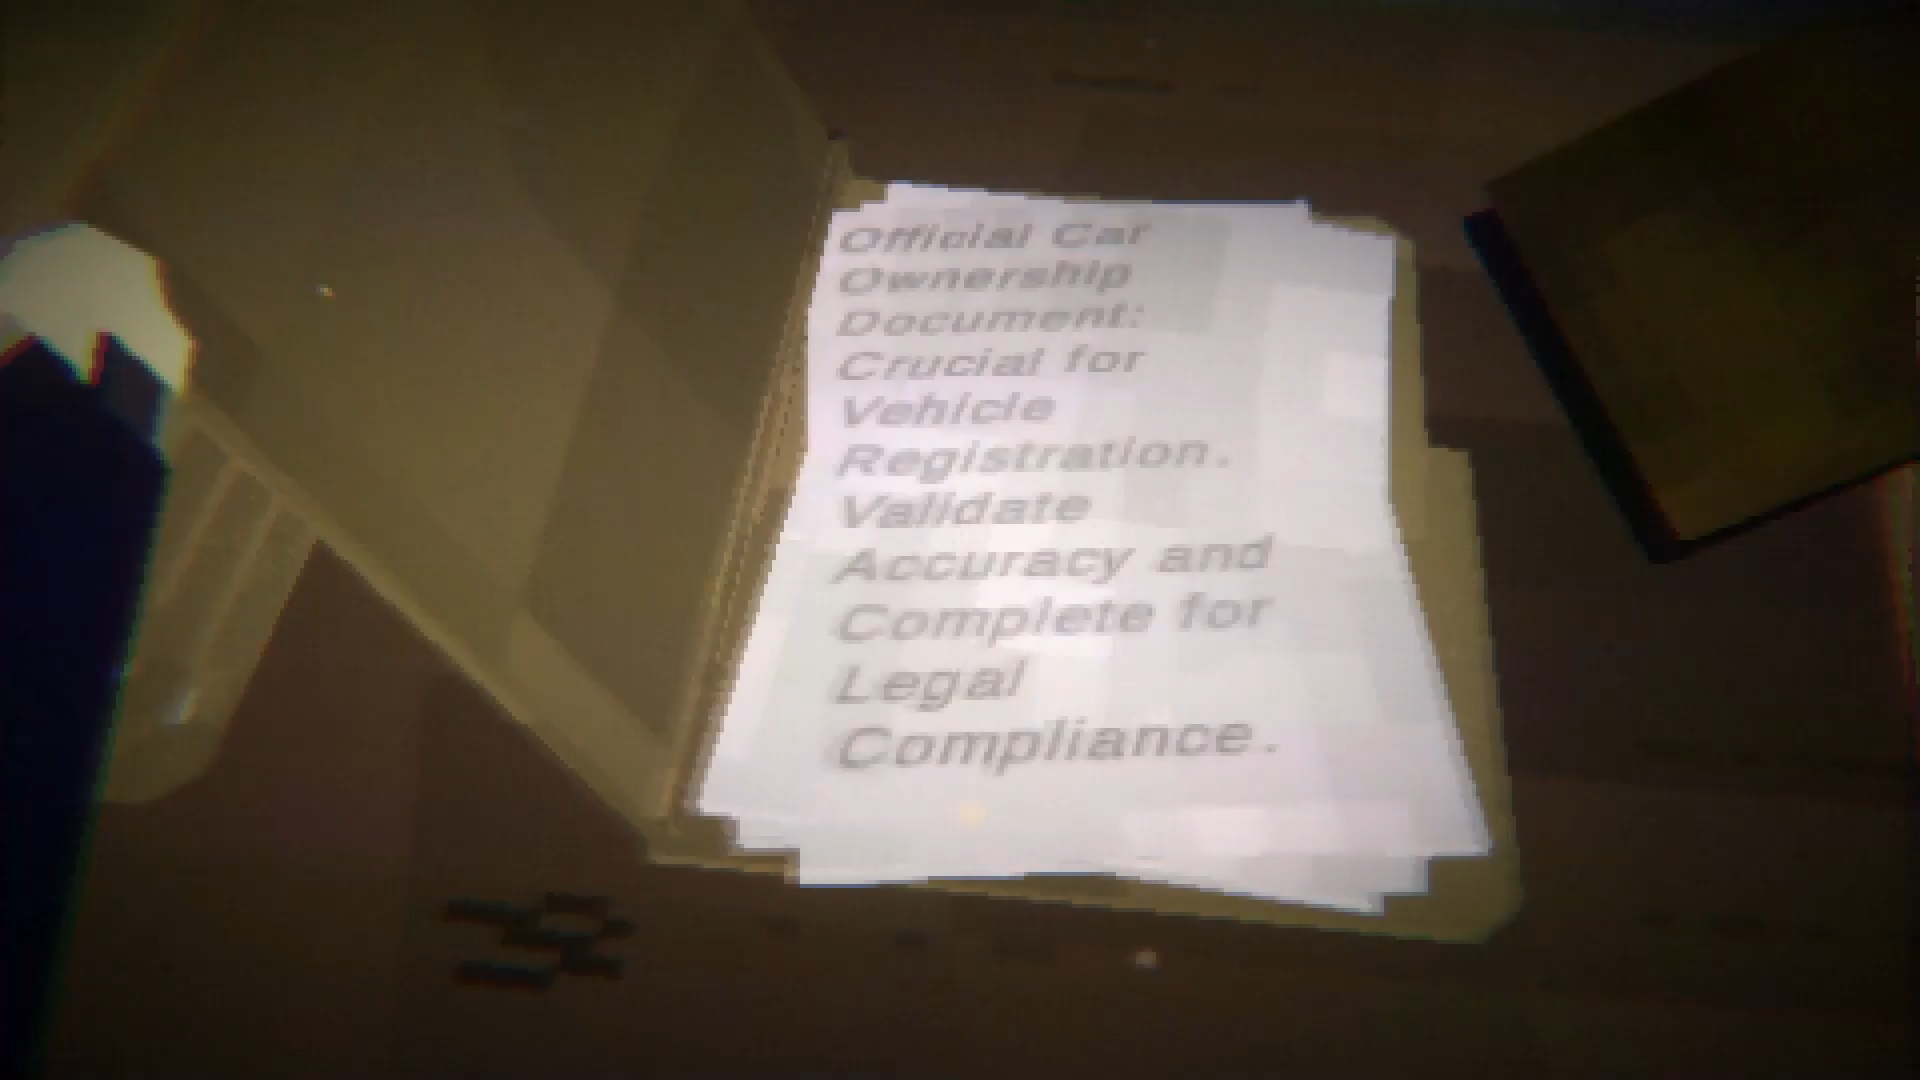 Official Car
Ownership
Document:
Crucial for
Vehicle
Registration.
Validate
Accuracy and
Complete for
Legal
Compliance.